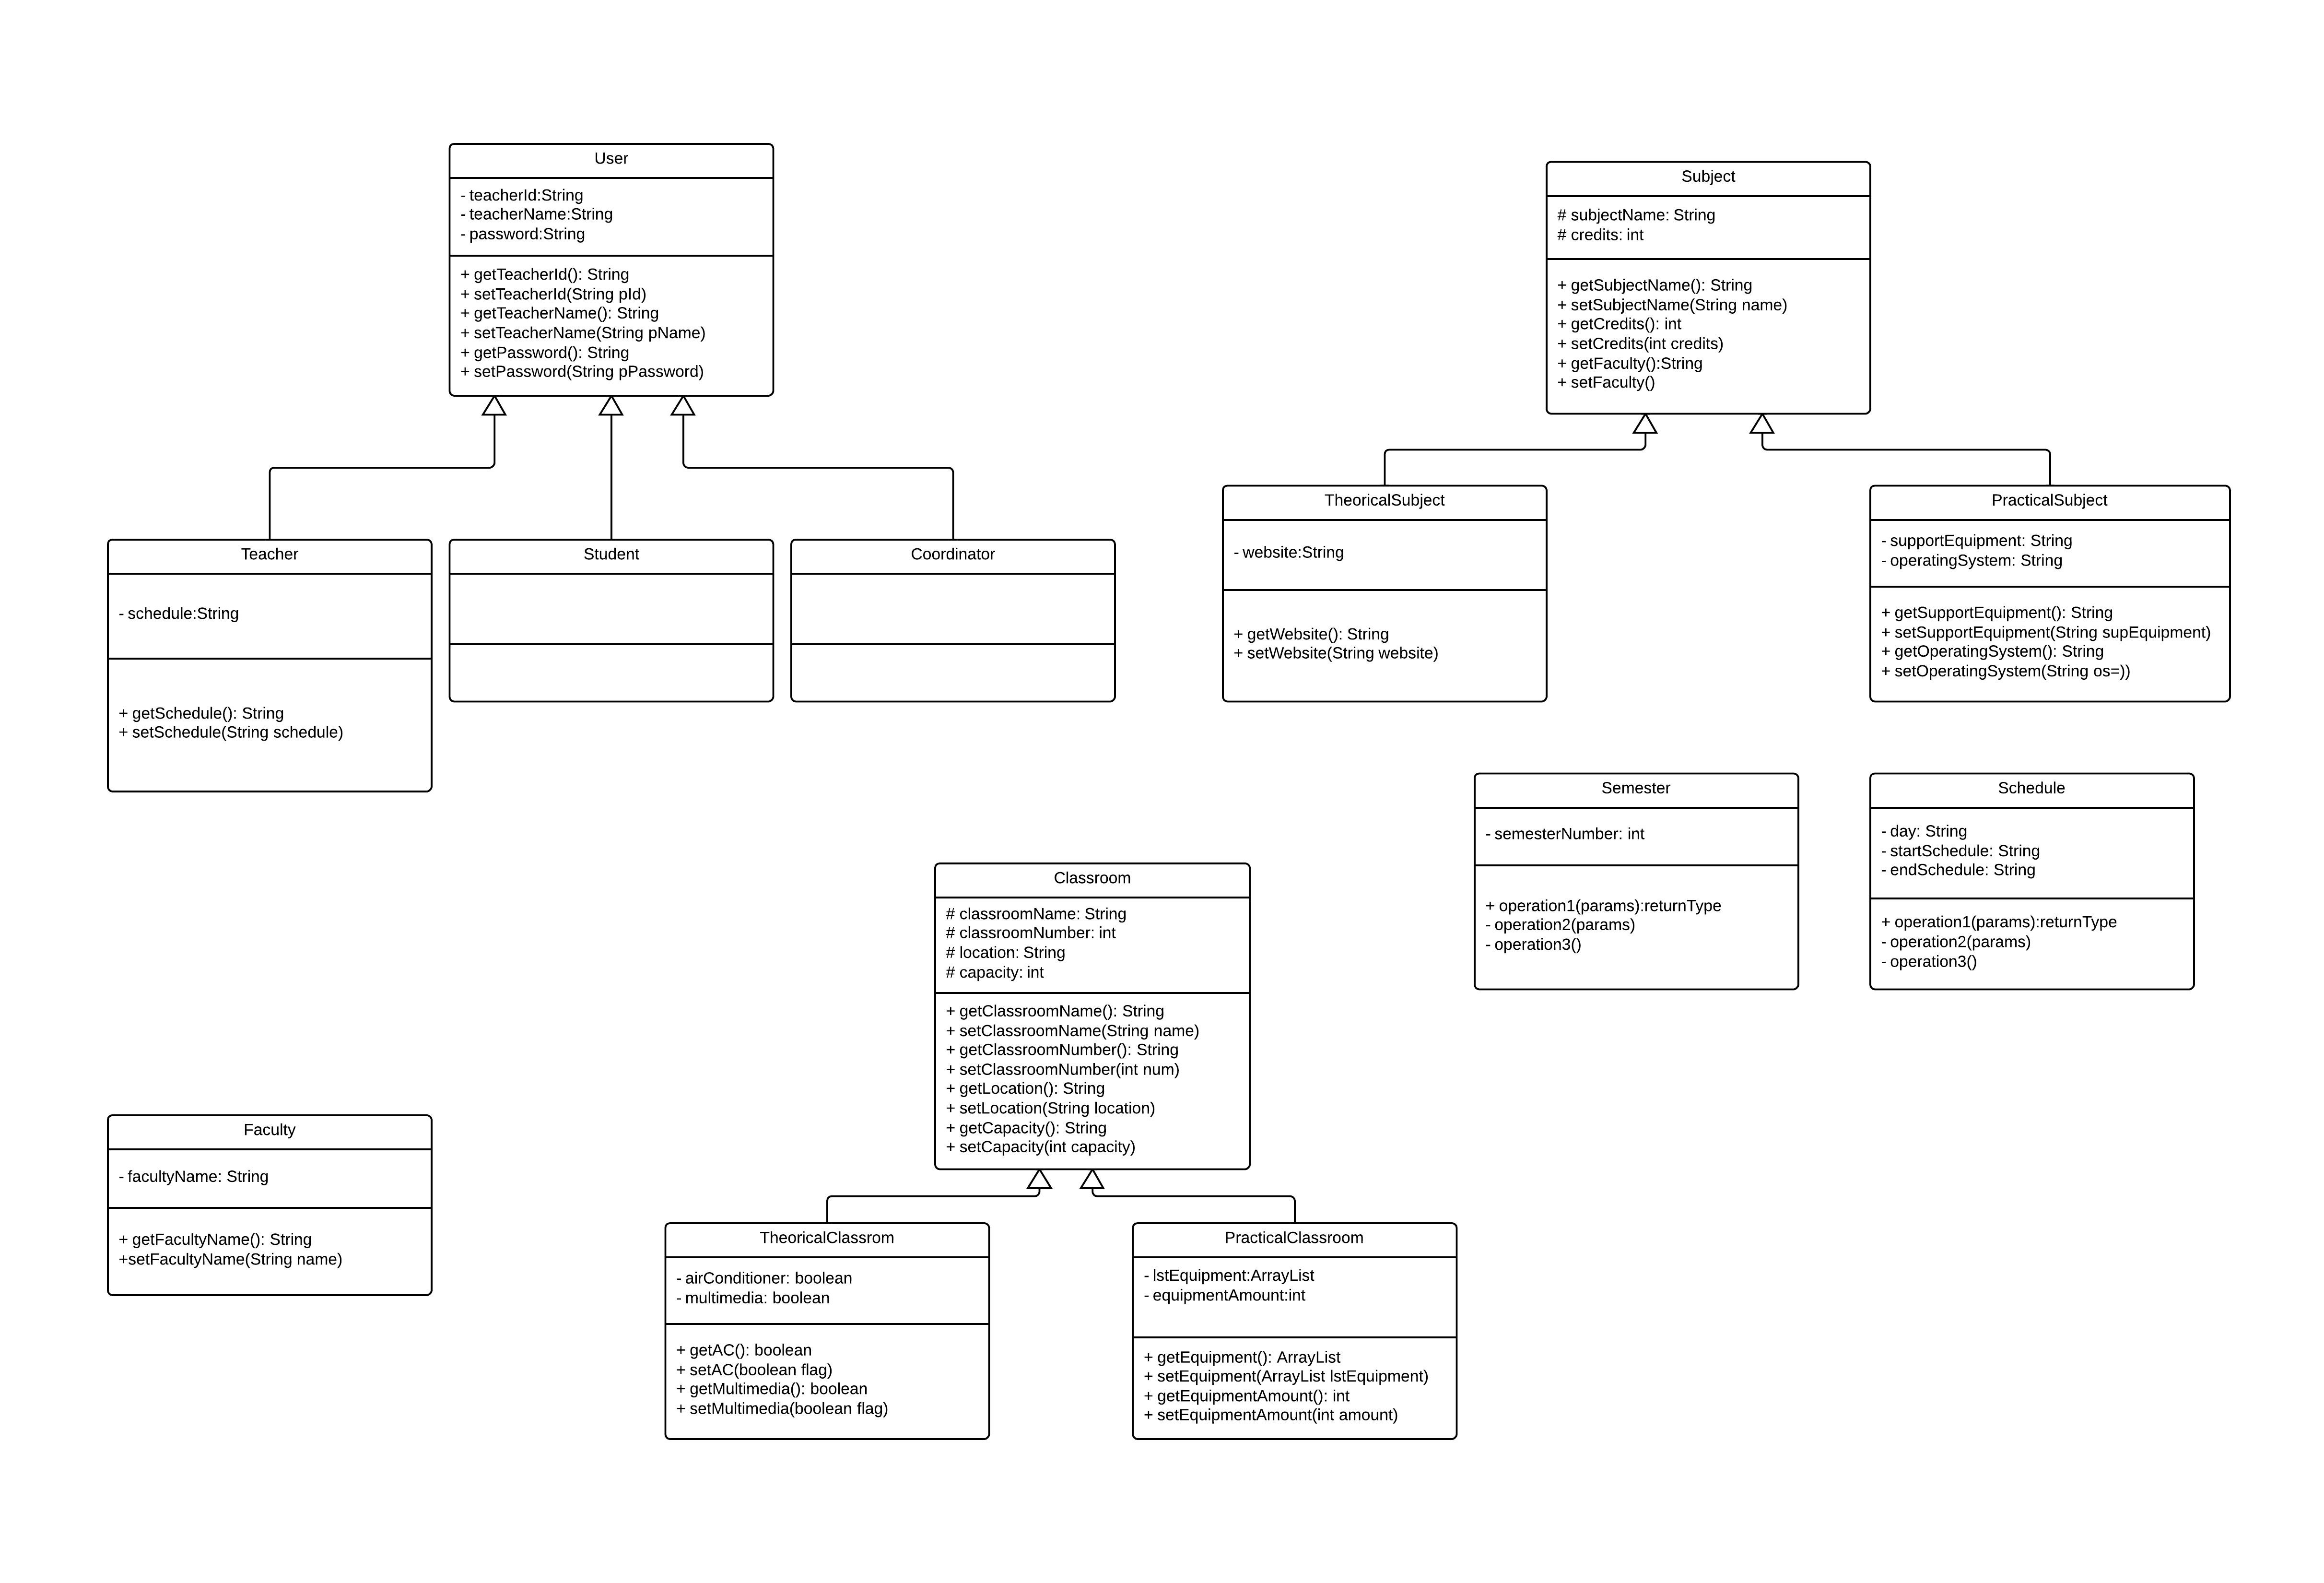 User
- teacherId:String
- teacherName:String
- password:String
+ getTeacherId(): String
+ setTeacherId(String pId)
+ getTeacherName(): String
+ setTeacherName(String pName)
+ getPassword(): String
+ setPassword(String pPassword)
Subject
# subjectName: String
# credits: int
+ getSubjectName(): String
+ setSubjectName(String name)
+ getCredits(): int
+ setCredits(int credits)
+ getFaculty():String
+ setFaculty()
Teacher
- schedule:String
+ getSchedule(): String
+ setSchedule(String schedule)
Student
Coordinator
TheoricalSubject
- website:String
+ getWebsite(): String
+ setWebsite(String website)
PracticalSubject
- supportEquipment: String
- operatingSystem: String
+ getSupportEquipment(): String
+ setSupportEquipment(String supEquipment)
+ getOperatingSystem(): String
+ setOperatingSystem(String os=))
Semester
- semesterNumber: int
+ operation1(params):returnType
- operation2(params)
- operation3()
Schedule
- day: String
- startSchedule: String
- endSchedule: String
+ operation1(params):returnType
- operation2(params)
- operation3()
Classroom
# classroomName: String
# classroomNumber: int
# location: String
# capacity: int
+ getClassroomName(): String
+ setClassroomName(String name)
+ getClassroomNumber(): String
+ setClassroomNumber(int num)
+ getLocation(): String
+ setLocation(String location)
+ getCapacity(): String
+ setCapacity(int capacity)
Faculty
- facultyName: String
+ getFacultyName(): String
+setFacultyName(String name)
TheoricalClassrom
- airConditioner: boolean
- multimedia: boolean
+ getAC(): boolean
+ setAC(boolean flag)
+ getMultimedia(): boolean
+ setMultimedia(boolean flag)
PracticalClassroom
- lstEquipment:ArrayList
- equipmentAmount:int
+ getEquipment(): ArrayList
+ setEquipment(ArrayList lstEquipment)
+ getEquipmentAmount(): int
+ setEquipmentAmount(int amount)